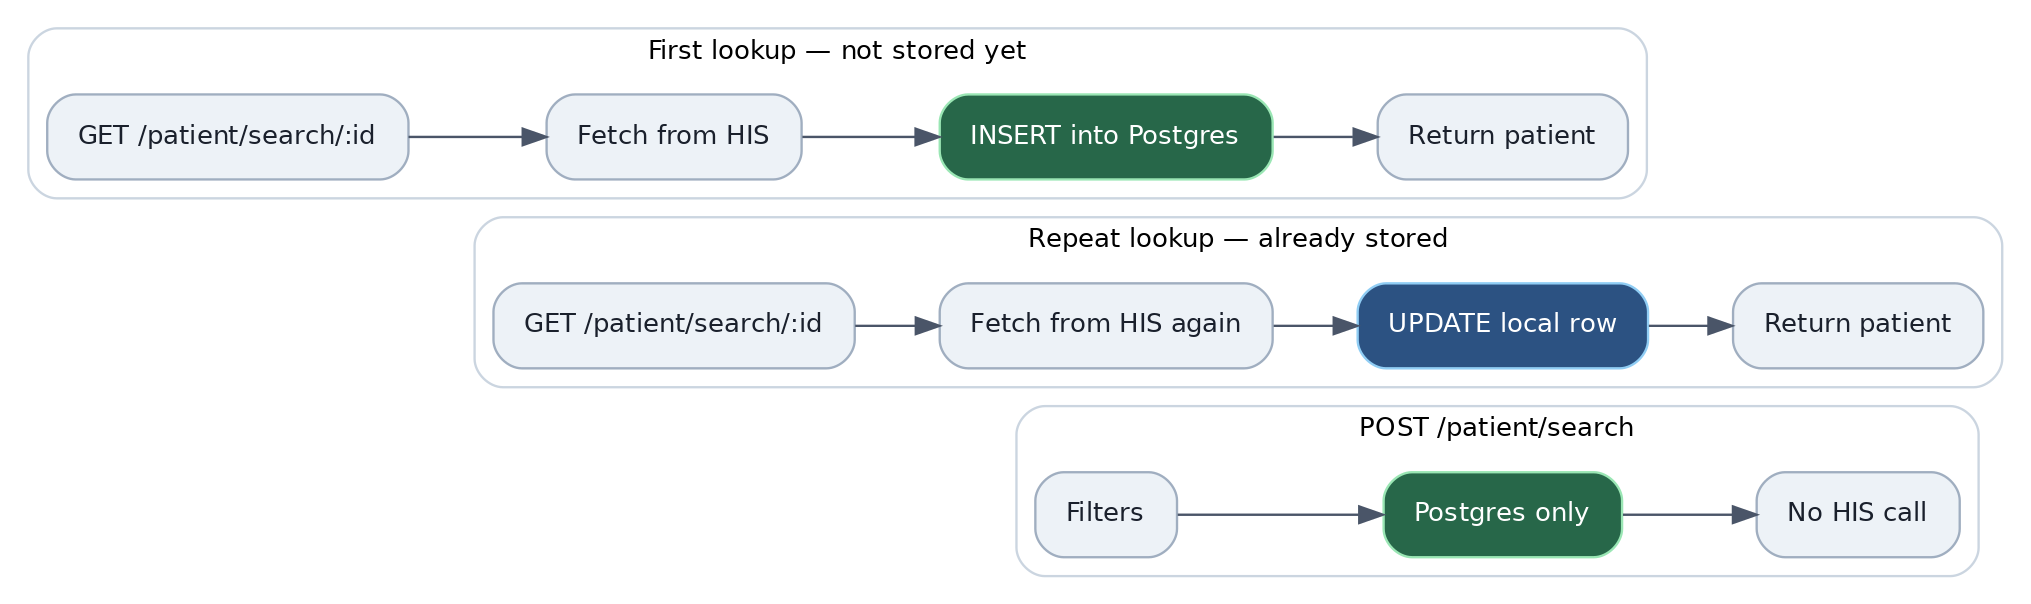 First lookup — not stored yet
GET /patient/search/:id
Fetch from HIS
INSERT into Postgres
Return patient
Repeat lookup — already stored
GET /patient/search/:id
Fetch from HIS again
UPDATE local row
Return patient
POST /patient/search
Filters
Postgres only
No HIS call